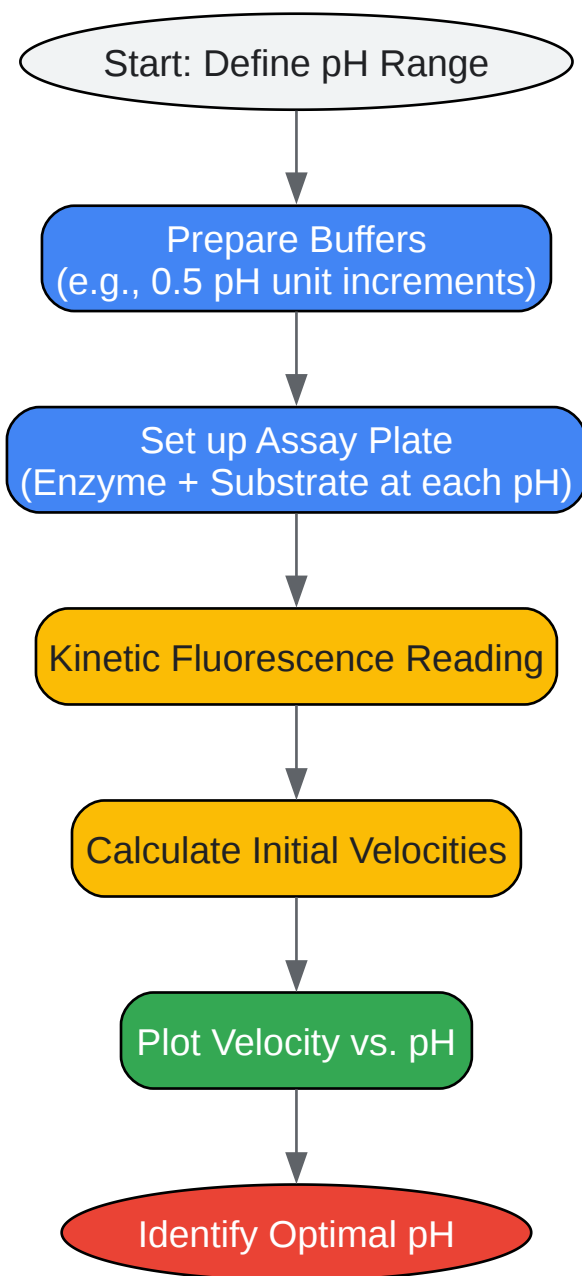 Start: Define pH Range
Prepare Buffers
(e.g., 0.5 pH unit increments)
Set up Assay Plate
(Enzyme + Substrate at each pH)
Kinetic Fluorescence Reading
Calculate Initial Velocities
Plot Velocity vs. pH
Identify Optimal pH